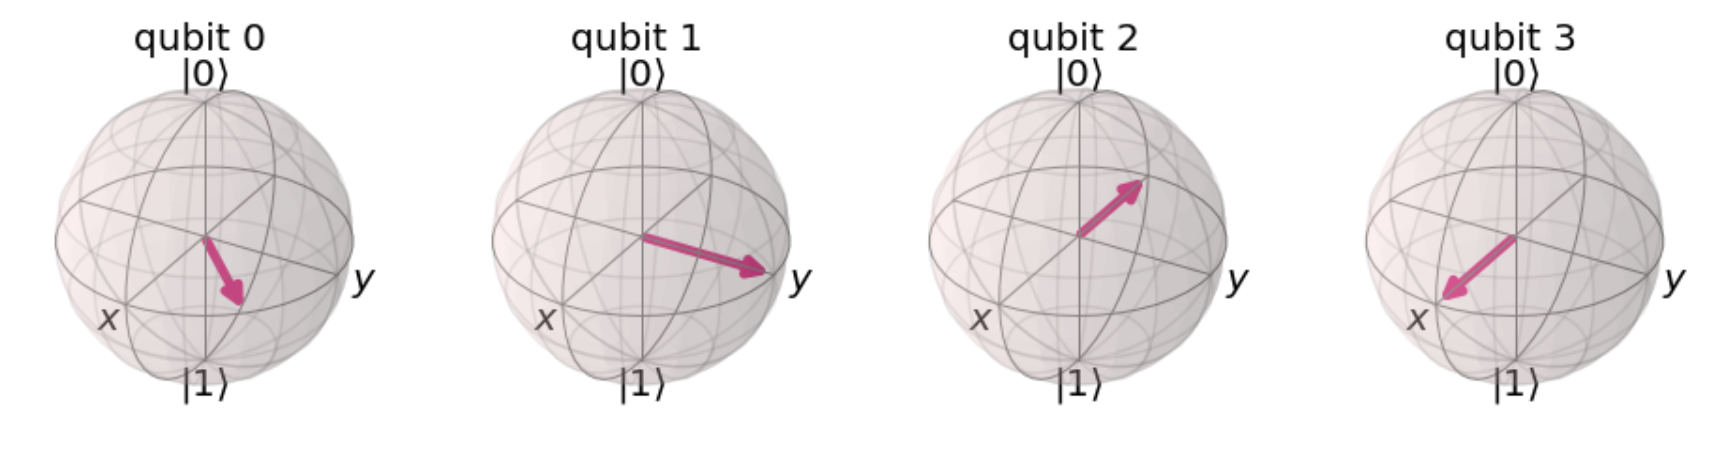 qubit 0
|0⟩
x
y
|1⟩
qubit 1
|0⟩
x
y
|1⟩
qubit 2
|0⟩
x
y
|1⟩
qubit 3
|0⟩
x
y
|1⟩